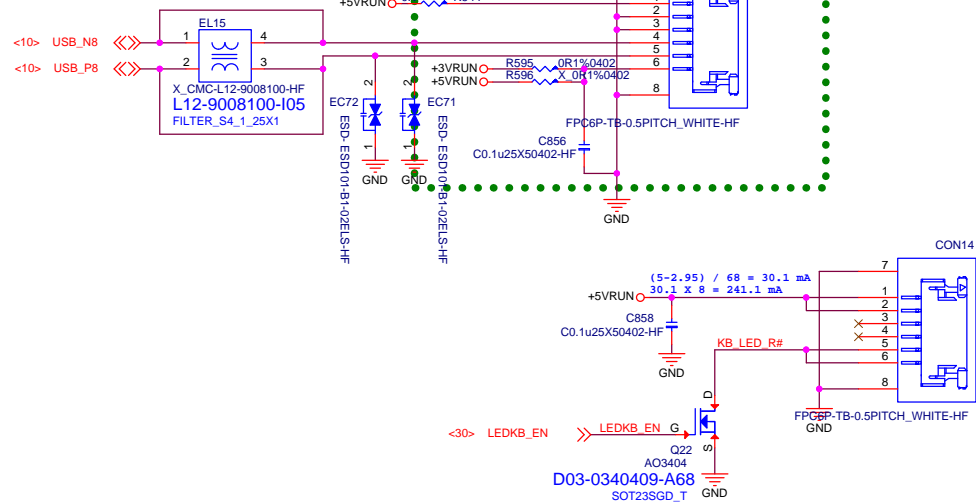 +5VRUN
EL15
<10> USB_N8
1
4
<10> USB_P8
2
3
X_CMC-L12-9008100-HF
L12-9008100-I05
FILTER_S4_1_25X1
2
3
4
5
6
8
+3VRUN
R595
0R1%0402
+5VRUN
R596
X_0R1%0402
FPC6P-TB-0.5PITCH_WHITE-HF
EC72
2
1
ESD- ESD101-B1-02ELS-HF
GND
EC71
2
1
ESD- ESD101-B1-02ELS-HF
GND
C856
C0.1u25X50402-HF
GND
CON14
(5-2.95) / 68 = 30.1 mA
30.1 X 8 = 241.1 mA
+5VRUN
7
1
2
3
4
5
6
8
C858
C0.1u25X50402-HF
GND
KB_LED_R#
FPC6P-TB-0.5PITCH_WHITE-HF
GND
<30> LEDKB_EN
LEDKB_EN
G
D
S
Q22
AO3404
D03-0340409-A68
SOT23SGD_T
GND